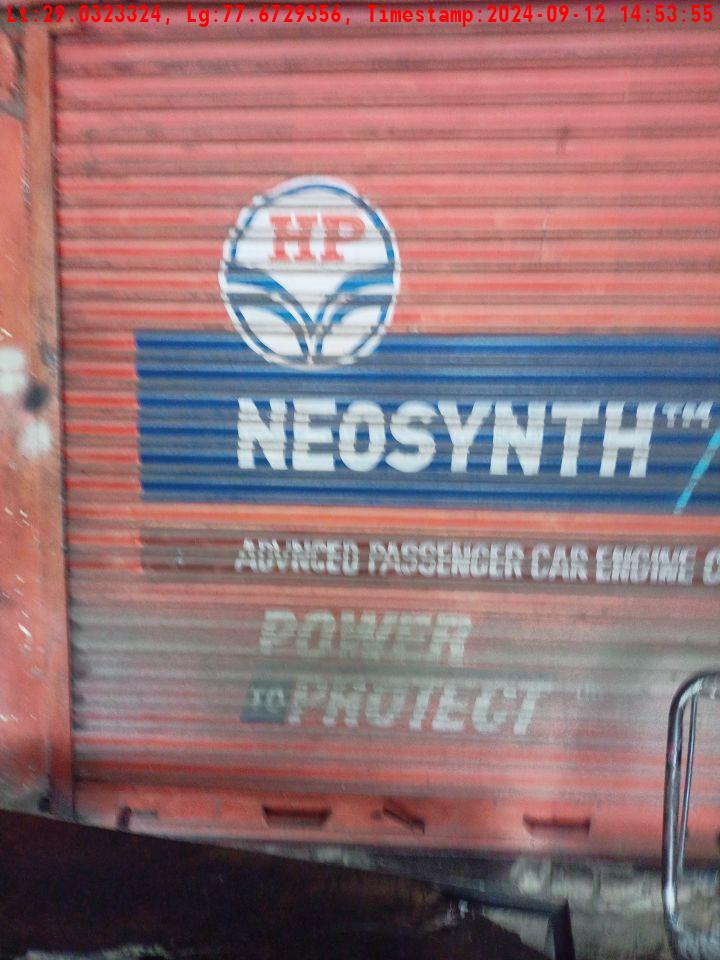 Lt:29.0323324, Lg:77.6729356, Timestamp:2024-09-12 14:53:55
HP
NEOSYNTH™
ADVNCED PASSENGER CAR ENGINE
POWER
TO PROTECT™